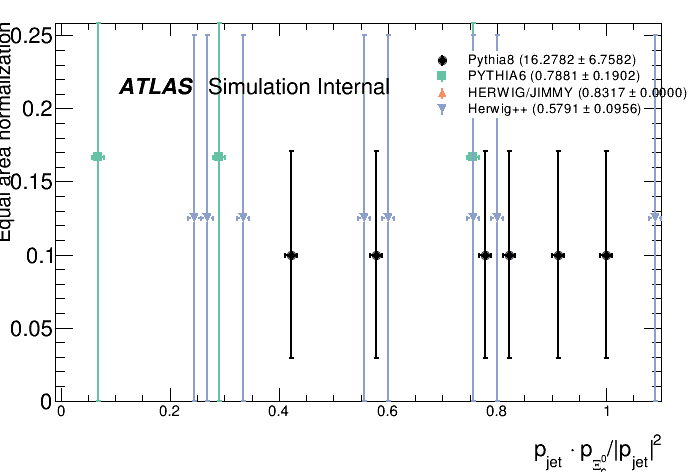 Equal area normalization
0.25
0.2
0.15
0.1
0.05
0
ATLAS Simulation Internal
Pythia8 (16.2782 ± 6.7582)
PYTHIA6 (0.7881 ± 0.1902)
HERWIG/JIMMY (0.8317 ± 0.0000)
Herwig++ (0.5791 ± 0.0956)
0 0.2 0.4 0.6 0.8 1
p_jet · p_Ξ⁰/|p_jet|²